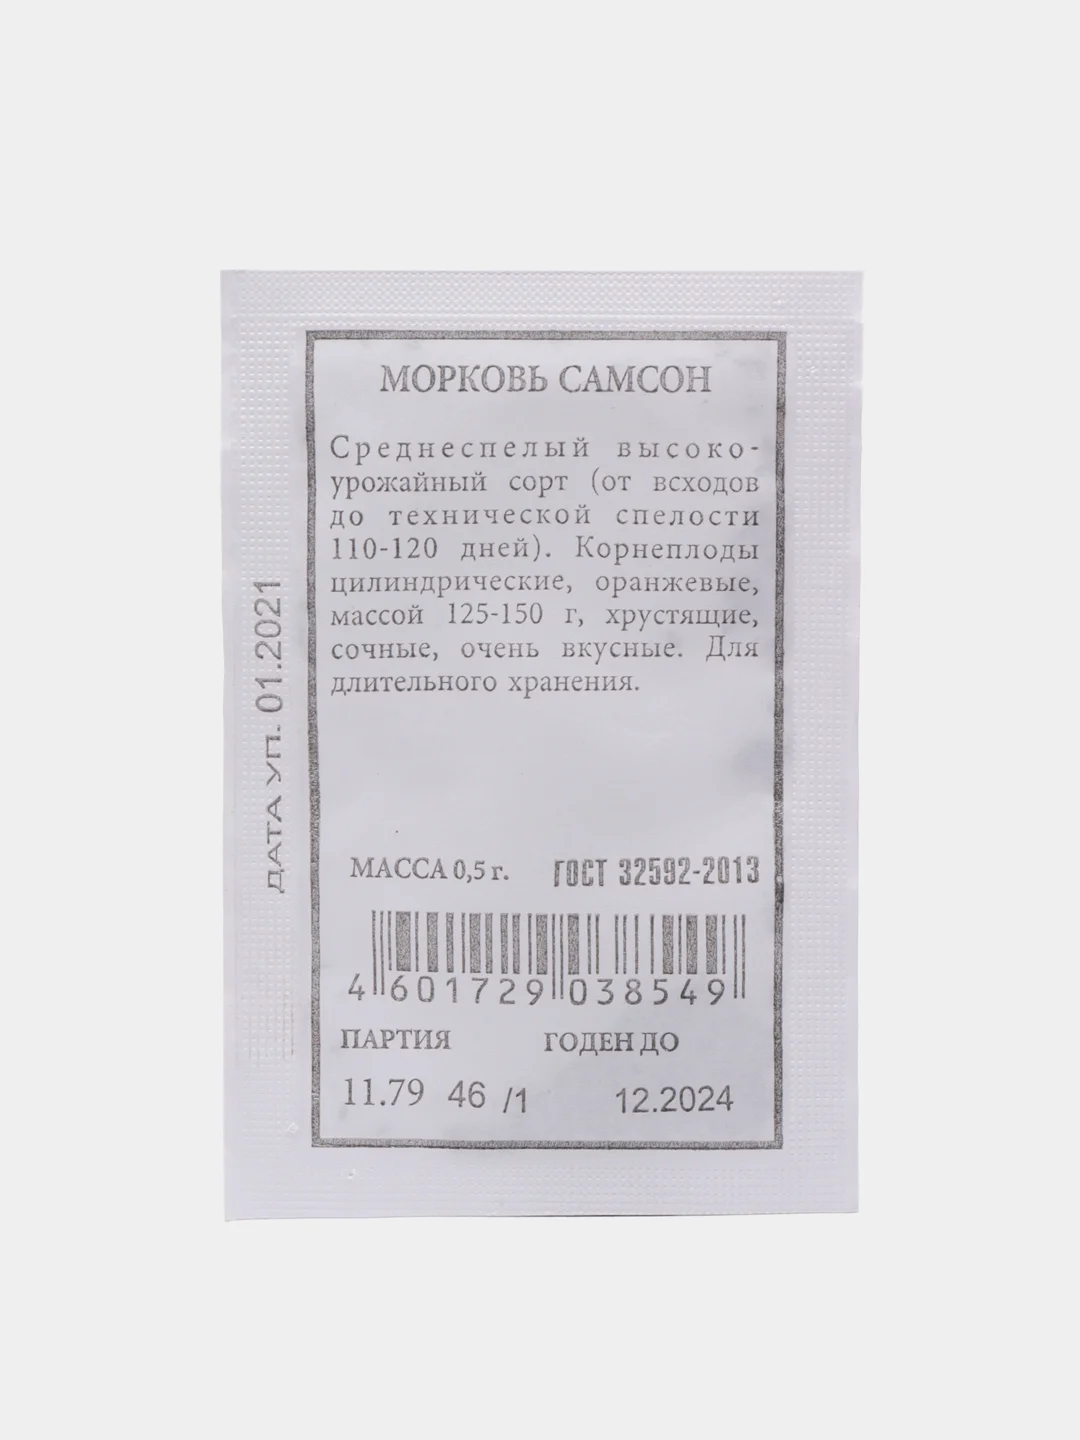 МОРКОВЬ САМСОН
Среднеспелый высоко-
урожайный сорт (от всходов
до технической спелости
110-120 дней). Корнеплоды
цилиндрические, оранжевые,
массой 125-150 г, хрустящие,
сочные, очень вкусные. Для
длительного хранения.
ДАТА УП. 01.2021
МАССА 0,5 г. ГОСТ 32592-2013
4 601729 038549
ПАРТИЯ ГОДЕН ДО
11.79 46 /1 12.2024